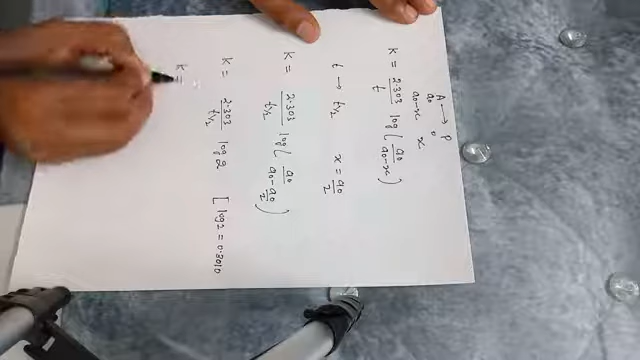 A → P
a₀ 0
a₀-x x
K = 2.303/t log(a₀/a₀-x)
t → t½ x = a₀/2
K = 2.303/t½ log(a₀/a₀-a₀/2)
K = 2.303/t½ log 2 [log 2 = 0.3010
K =